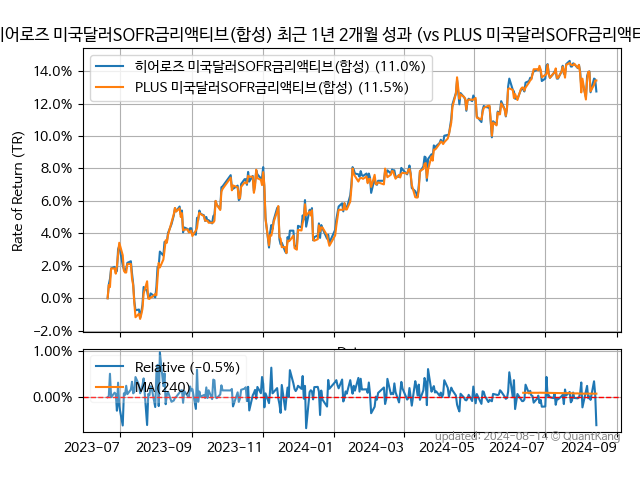 히어로즈 미국달러SOFR금리액티브(합성) 최근 1년 2개월 성과 (vs PLUS 미국달러SOFR금리액티
히어로즈 미국달러SOFR금리액티브(합성) (11.0%)
PLUS 미국달러SOFR금리액티브(합성) (11.5%)
Rate of Return (TR)
14.0%
12.0%
10.0%
8.0%
6.0%
4.0%
2.0%
0.0%
−2.0%
Relative (−0.5%)
MA(240)
1.00%
0.00%
updated: 2024-08-14 © QuantKang
2023-07 2023-09 2023-11 2024-01 2024-03 2024-05 2024-07 2024-09